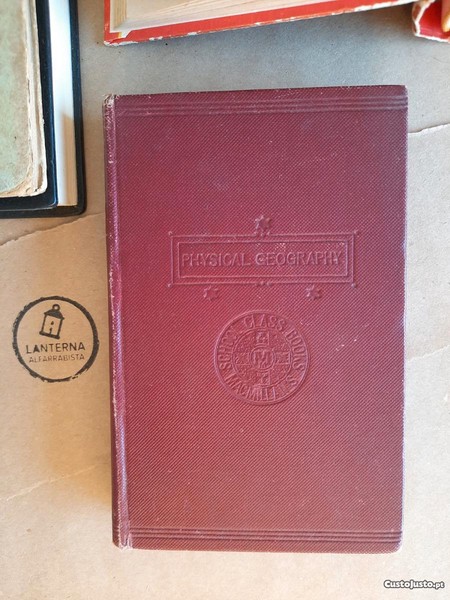 PHYSICAL GEOGRAPHY
SCHOOL CLASS BOOKS
MACMILLAN'S
M
LANTERNA
ALFARRABISTA
CustoJusto.pt